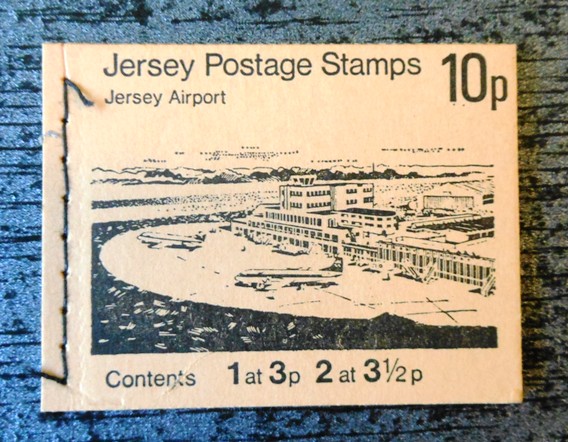 Jersey Postage Stamps 10p
Jersey Airport
Contents 1 at 3p 2 at 3½p